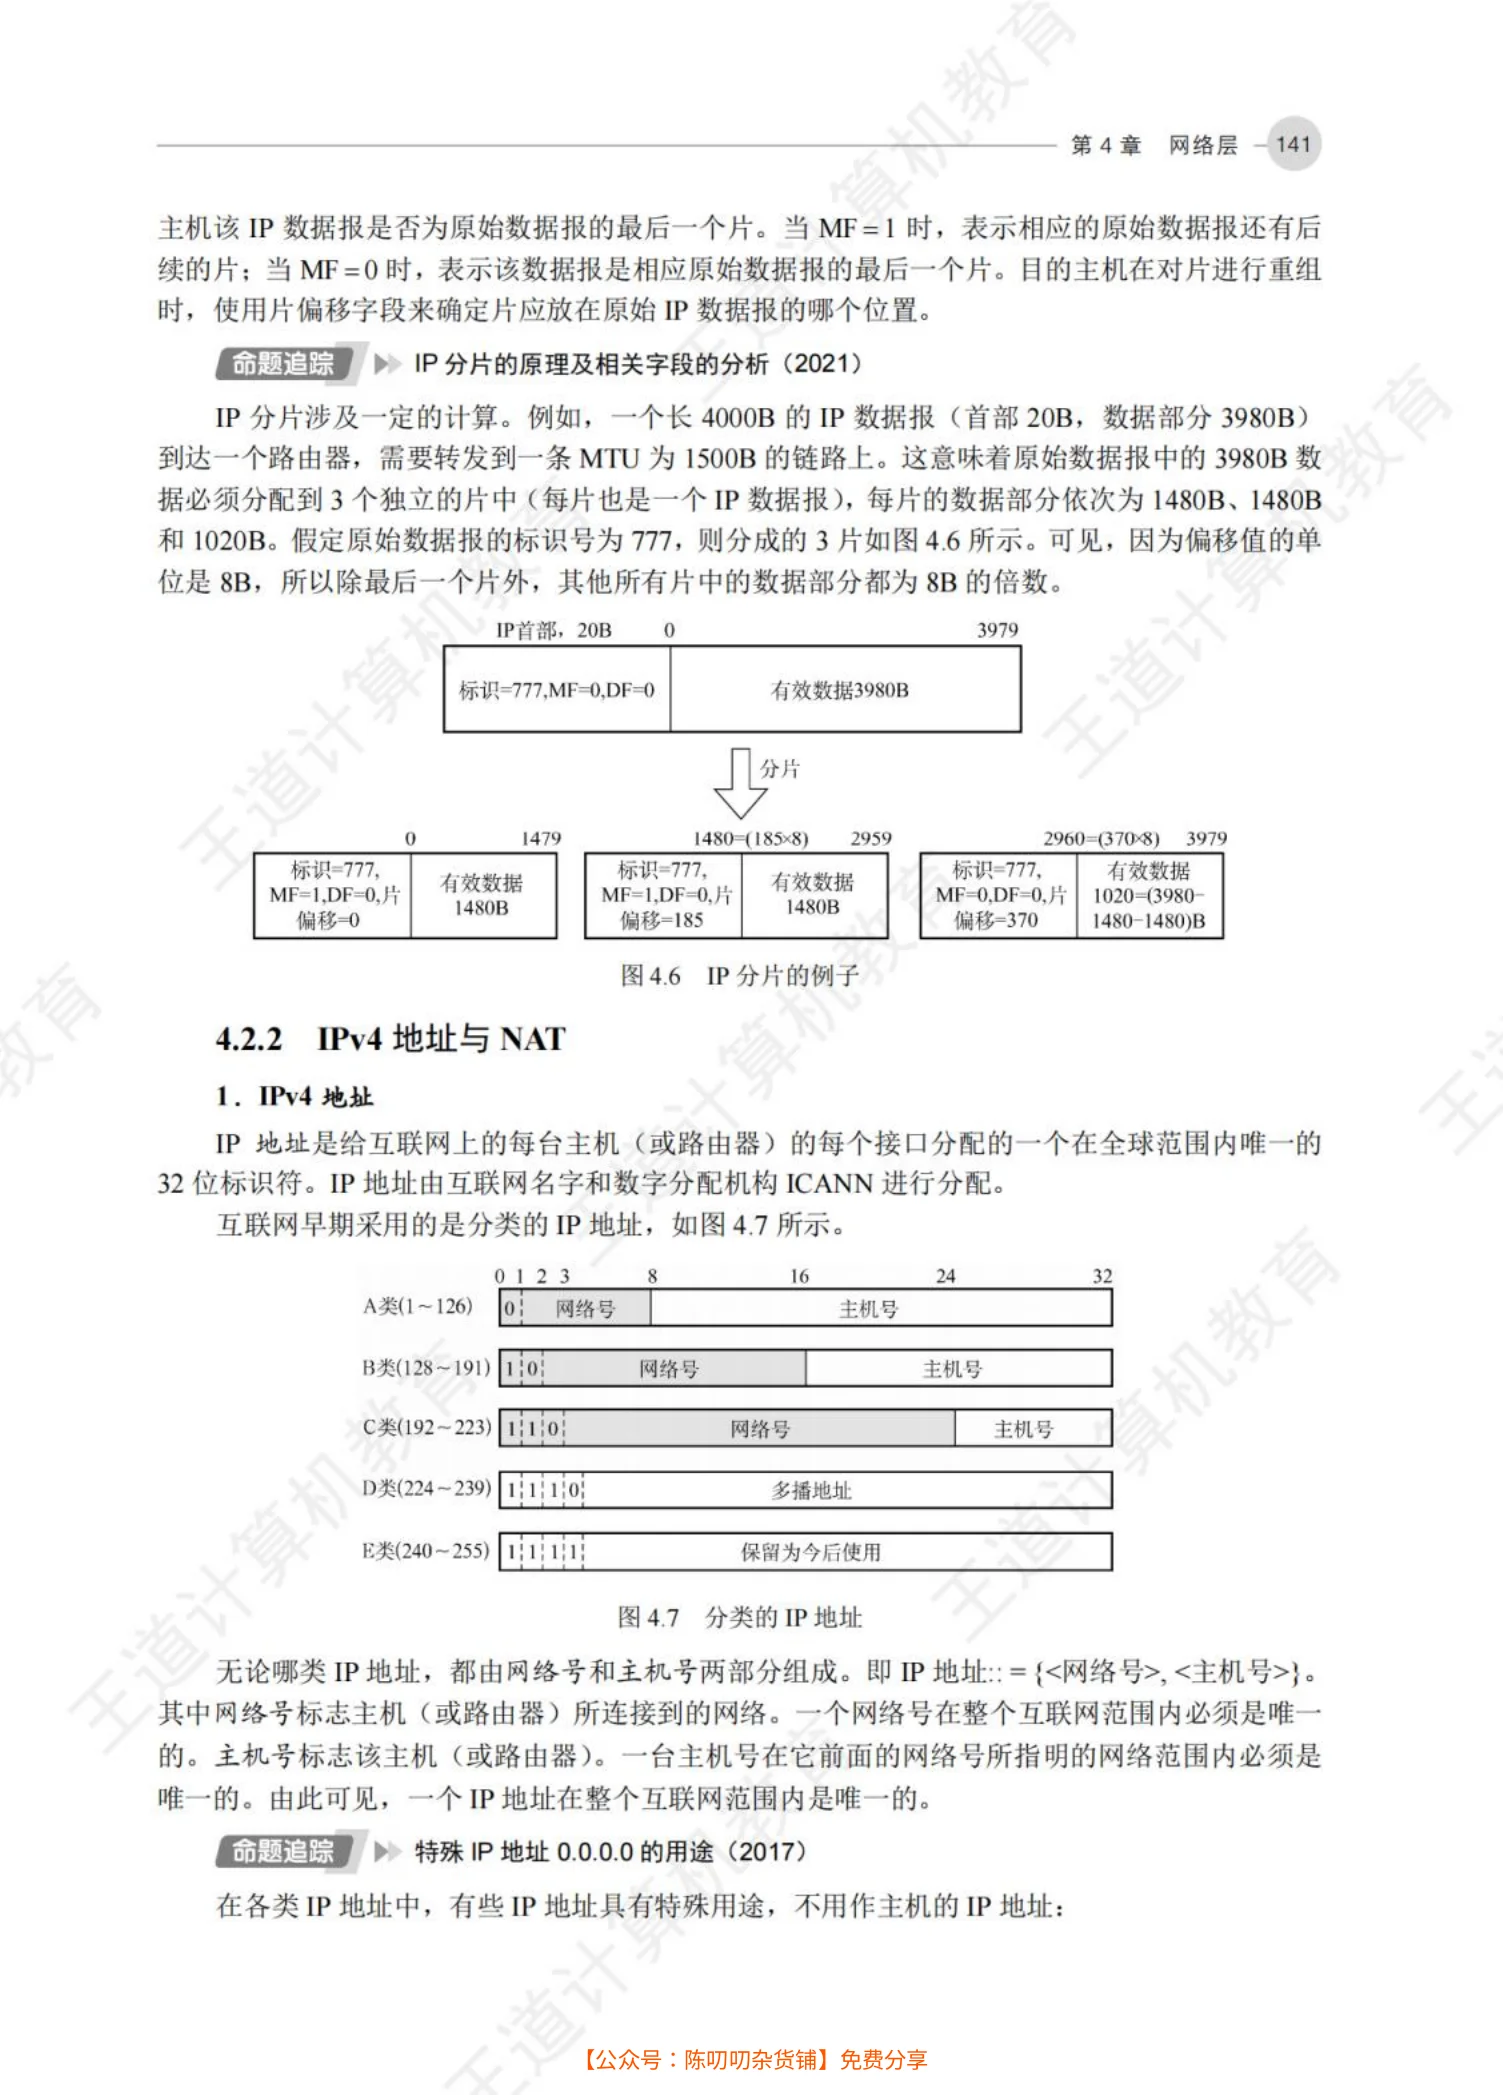 第 4 章 网络层 141
主机该 IP 数据报是否为原始数据报的最后一个片。当 MF = 1 时，表示相应的原始数据报还有后
续的片；当 MF = 0 时，表示该数据报是相应原始数据报的最后一个片。目的主机在对片进行重组
时，使用片偏移字段来确定片应放在原始 IP 数据报的哪个位置。
命题追踪 IP 分片的原理及相关字段的分析（2021）
IP 分片涉及一定的计算。例如，一个长 4000B 的 IP 数据报（首部 20B，数据部分 3980B）
到达一个路由器，需要转发到一条 MTU 为 1500B 的链路上。这意味着原始数据报中的 3980B 数
据必须分配到 3 个独立的片中（每片也是一个 IP 数据报），每片的数据部分依次为 1480B、1480B
和 1020B。假定原始数据报的标识号为 777，则分成的 3 片如图 4.6 所示。可见，因为偏移值的单
位是 8B，所以除最后一个片外，其他所有片中的数据部分都为 8B 的倍数。
IP首部，20B 0 3979
标识=777,MF=0,DF=0 有效数据3980B
分片
0 1479 1480=(185×8) 2959 2960=(370×8) 3979
标识=777,
MF=1,DF=0,片
偏移=0
有效数据
1480B
标识=777,
MF=1,DF=0,片
偏移=185
有效数据
1480B
标识=777,
MF=0,DF=0,片
偏移=370
有效数据
1020=(3980-
1480-1480)B
图 4.6 IP 分片的例子
4.2.2 IPv4 地址与 NAT
1．IPv4 地址
IP 地址是给互联网上的每台主机（或路由器）的每个接口分配的一个在全球范围内唯一的
32 位标识符。IP 地址由互联网名字和数字分配机构 ICANN 进行分配。
互联网早期采用的是分类的 IP 地址，如图 4.7 所示。
0 1 2 3 8 16 24 32
A类(1～126) 0 网络号 主机号
B类(128～191) 1 0 网络号 主机号
C类(192～223) 1 1 0 网络号 主机号
D类(224～239) 1 1 1 0 多播地址
E类(240～255) 1 1 1 1 保留为今后使用
图 4.7 分类的 IP 地址
无论哪类 IP 地址，都由网络号和主机号两部分组成。即 IP 地址:: = {<网络号>, <主机号>}。
其中网络号标志主机（或路由器）所连接到的网络。一个网络号在整个互联网范围内必须是唯一
的。主机号标志该主机（或路由器）。一台主机号在它前面的网络号所指明的网络范围内必须是
唯一的。由此可见，一个 IP 地址在整个互联网范围内是唯一的。
命题追踪 特殊 IP 地址 0.0.0.0 的用途（2017）
在各类 IP 地址中，有些 IP 地址具有特殊用途，不用作主机的 IP 地址：
【公众号：陈叨叨杂货铺】免费分享
王道计算机教育